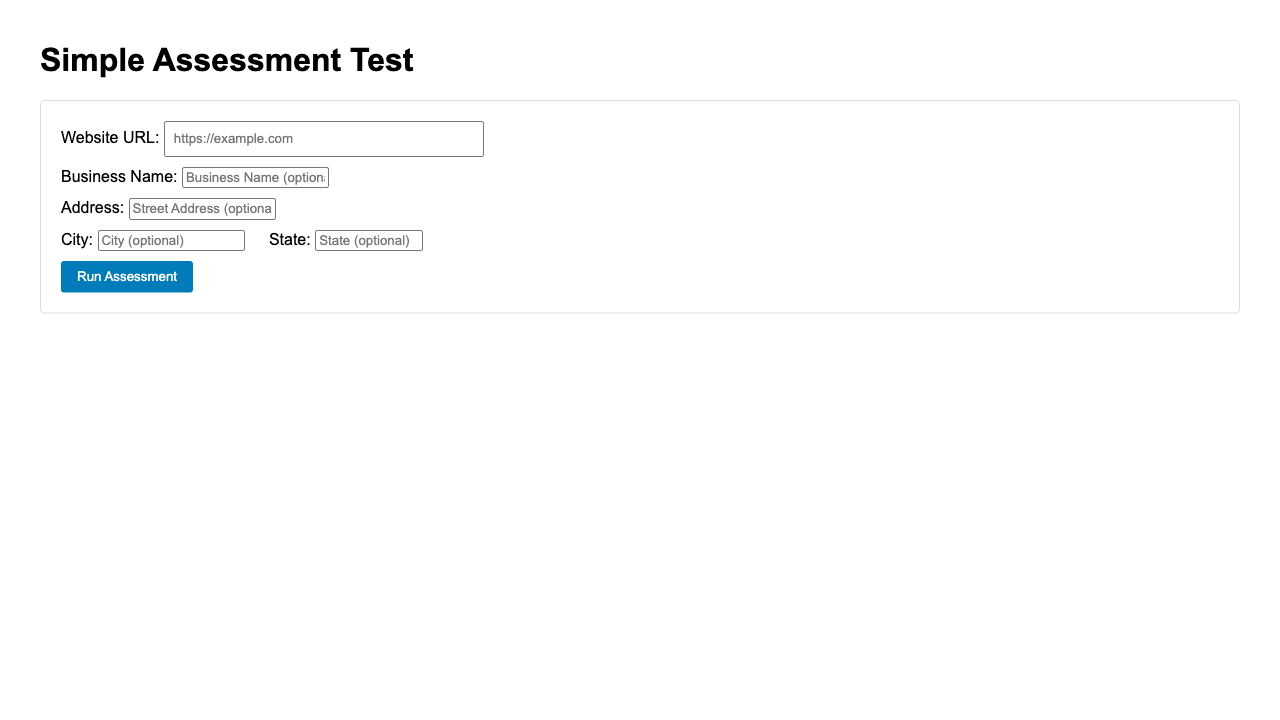 Simple Assessment Test
Website URL: https://example.com
Business Name: Business Name (optiona
Address: Street Address (optiona
City: City (optional) State: State (optional)
Run Assessment